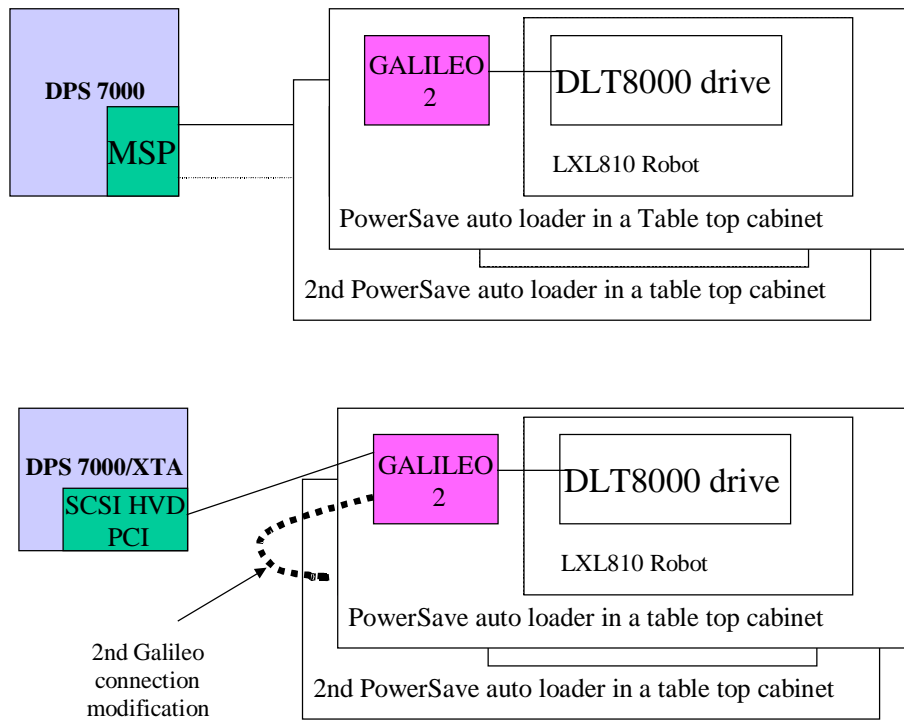 DPS 7000
MSP
GALILEO
2
DLT8000 drive
LXL810 Robot
PowerSave auto loader in a Table top cabinet
2nd PowerSave auto loader in a table top cabinet
DPS 7000/XTA
SCSI HVD
PCI
GALILEO
2
DLT8000 drive
LXL810 Robot
PowerSave auto loader in a table top cabinet
2nd PowerSave auto loader in a table top cabinet
2nd Galileo
connection
modification